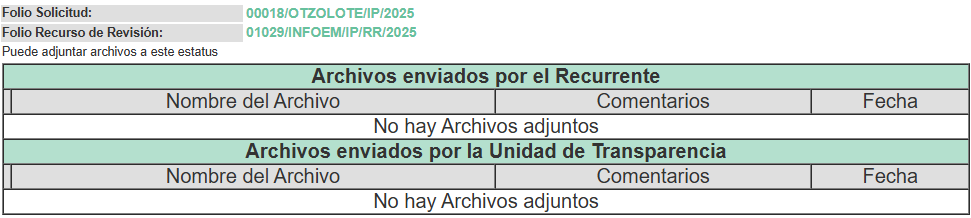 Folio Solicitud: 00018/OTZOLOTE/IP/2025
Folio Recurso de Revisión: 01029/INFOEM/IP/RR/2025
Puede adjuntar archivos a este estatus
Archivos enviados por el Recurrente
Nombre del Archivo Comentarios Fecha
No hay Archivos adjuntos
Archivos enviados por la Unidad de Transparencia
Nombre del Archivo Comentarios Fecha
No hay Archivos adjuntos